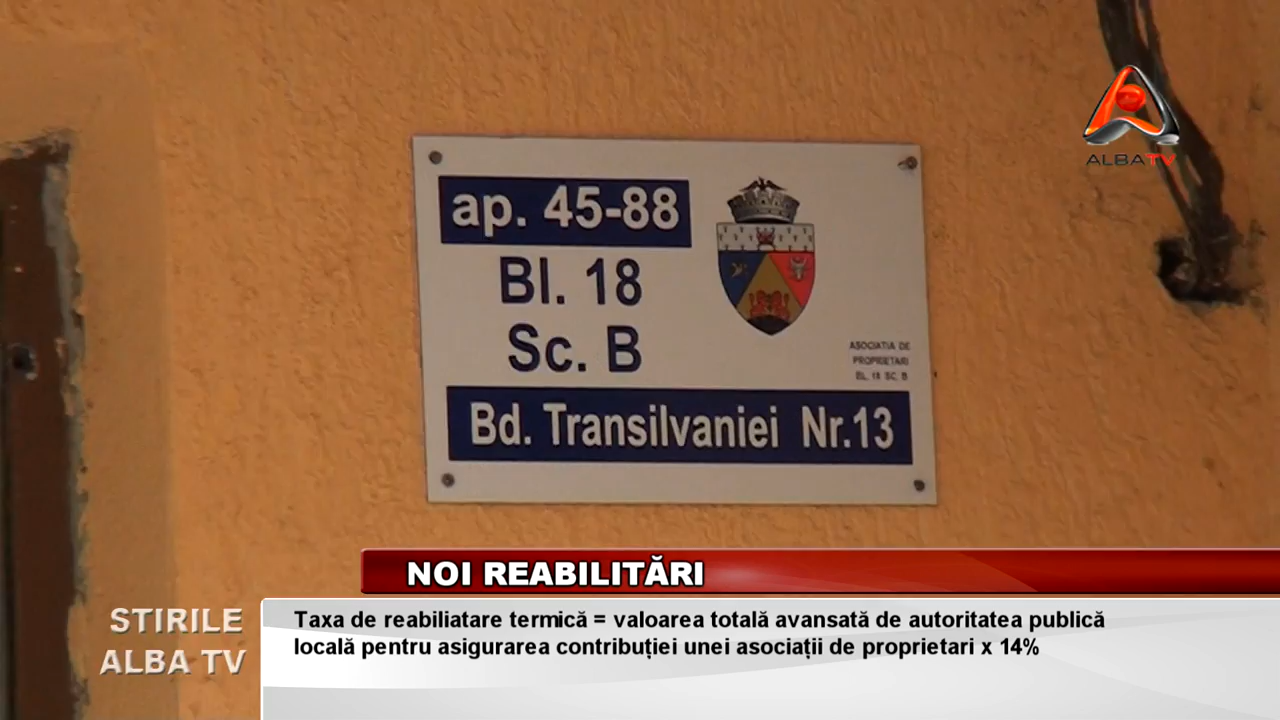 ALBATV
ap. 45-88
Bl. 18
Sc. B
ASOCIATIA DE
PROPRIETARI
BL. 18 SC. B
Bd. Transilvaniei Nr.13
NOI REABILITĂRI
STIRILE
ALBA TV
Taxa de reabiliatare termică = valoarea totală avansată de autoritatea publică
locală pentru asigurarea contribuției unei asociații de proprietari x 14%